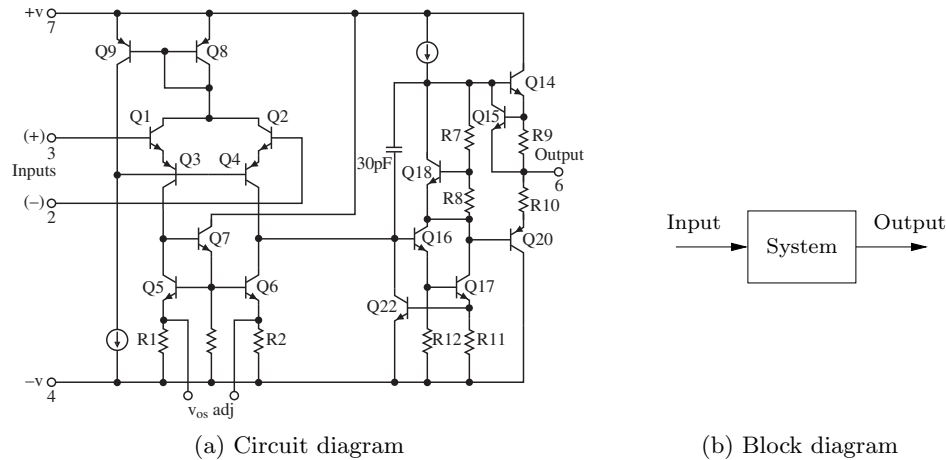 +v
7
Q9
Q8
Q14
Q15
Q1
Q2
R7
R9
(+)
3
Inputs
Q3
Q4
30pF
Q18
Output
6
(−)
2
R8
R10
Q7
Q16
Q20
Q5
Q6
Q17
Q22
R1
R2
R12
R11
−v
4
vos adj
Input
Output
System
(a) Circuit diagram
(b) Block diagram